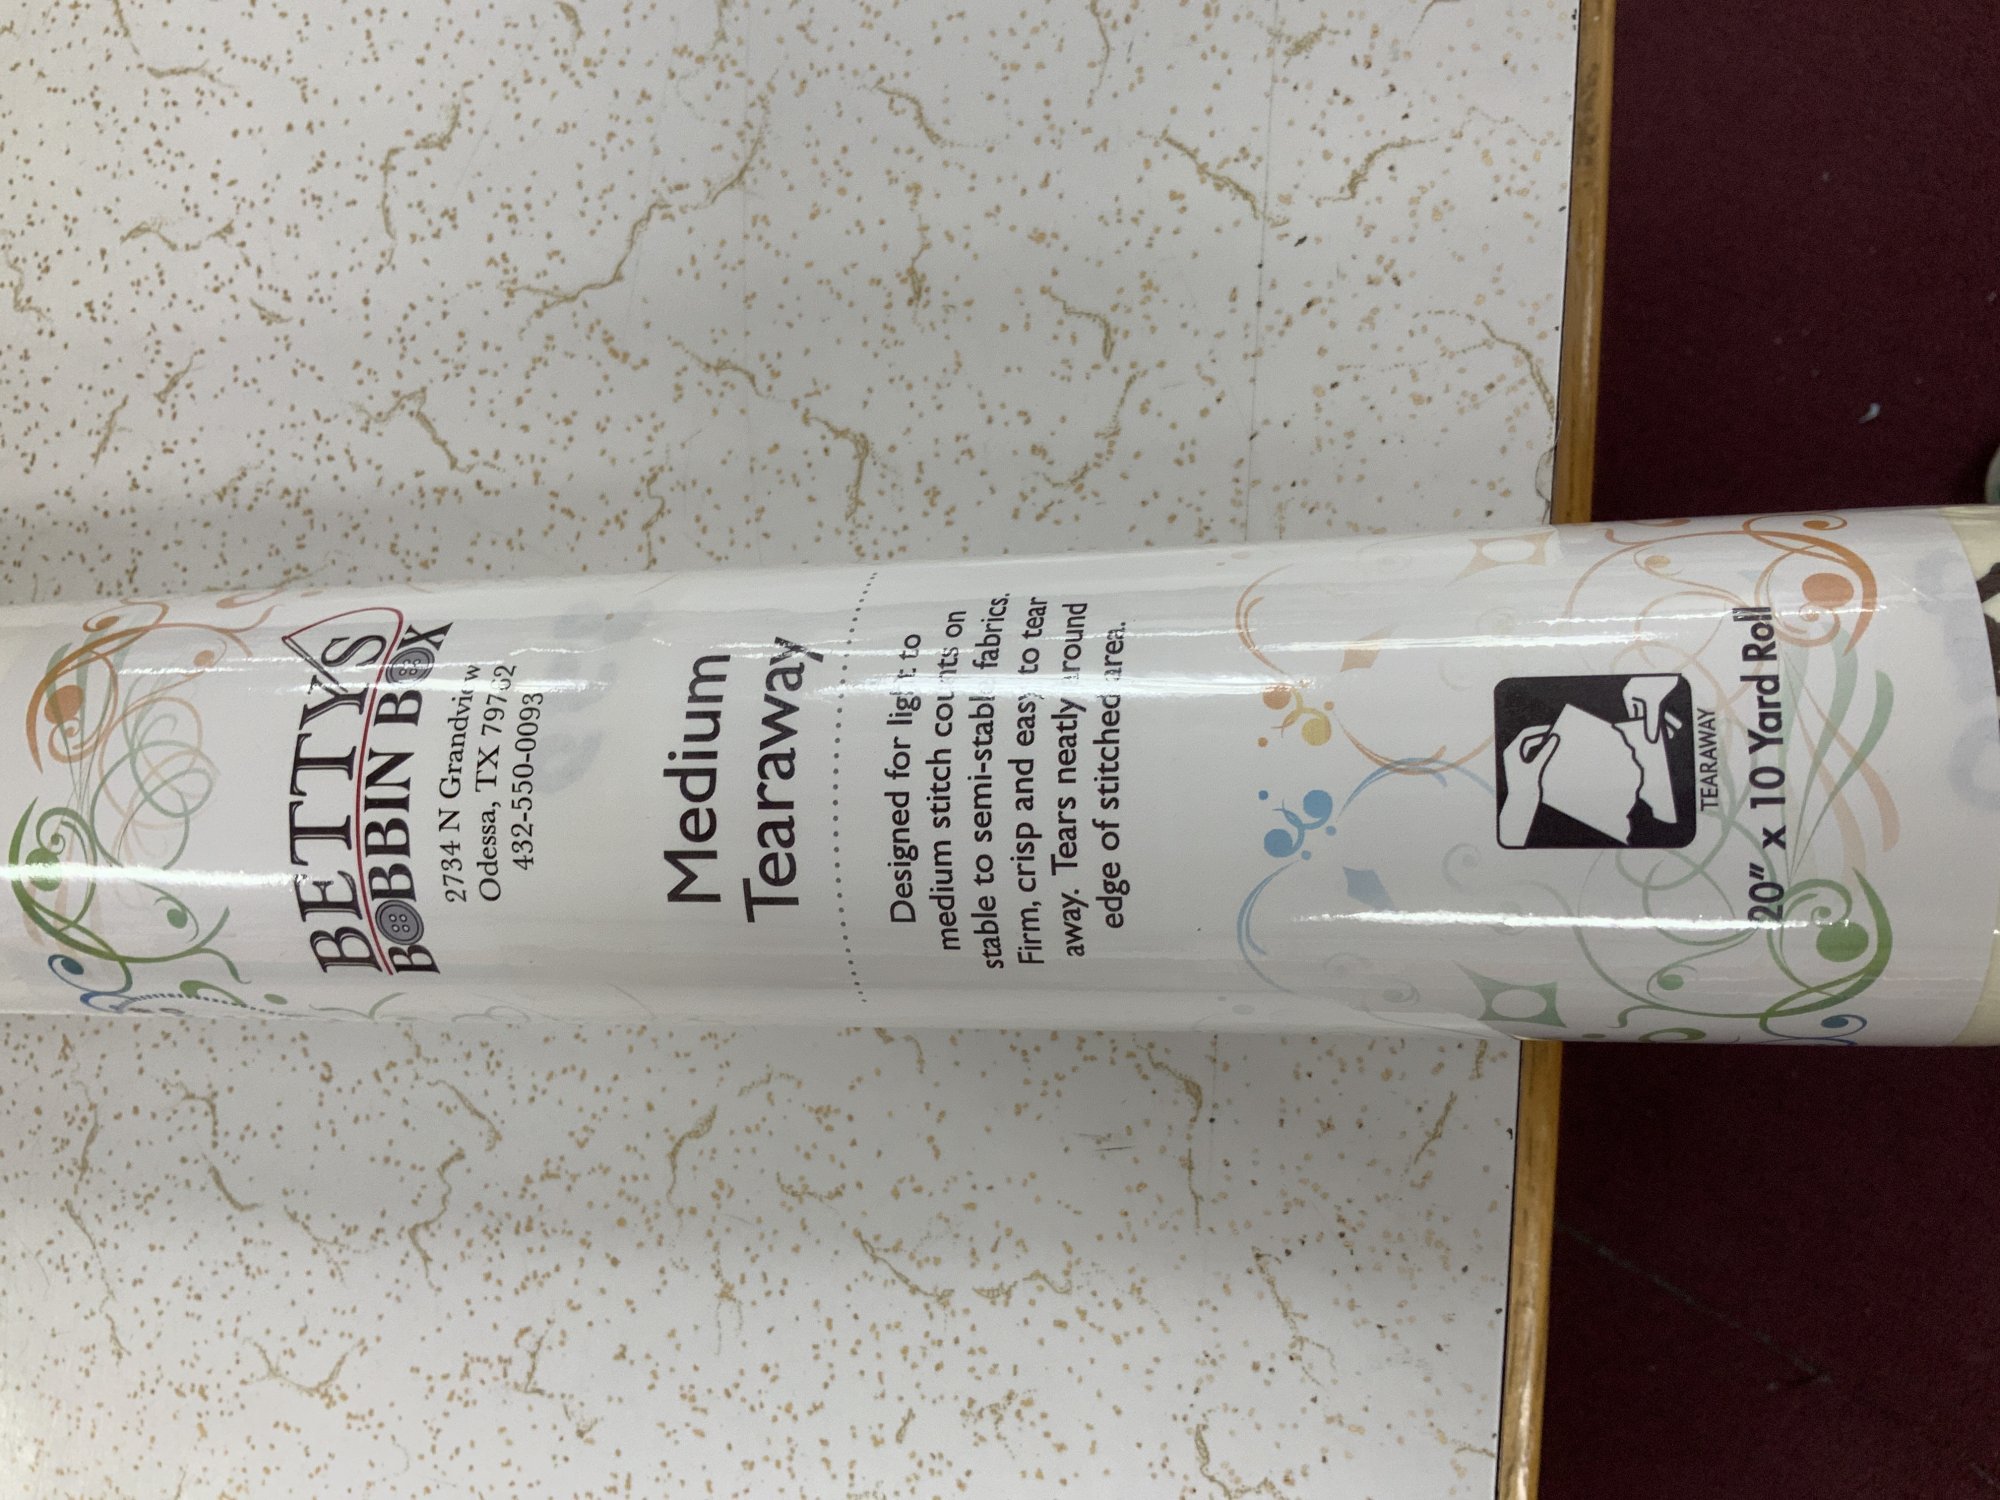 BETTY'S
BOBBIN BOX
2734 N Grandview
Odessa, TX 79762
432-550-0093
Medium
Tearaway
Designed for light to
medium stitch counts on
stable to semi-stable fabrics.
Firm, crisp and easy to tear
away. Tears neatly around
edge of stitched area.
TEARAWAY
20" x 10 Yard Roll